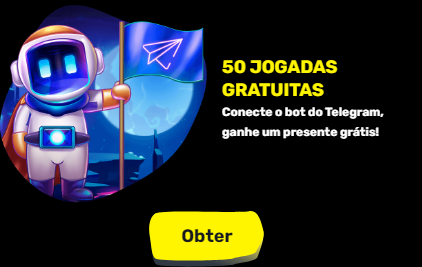 50 JOGADAS
GRATUITAS
Conecte o bot do Telegram,
ganhe um presente grátis!
Obter